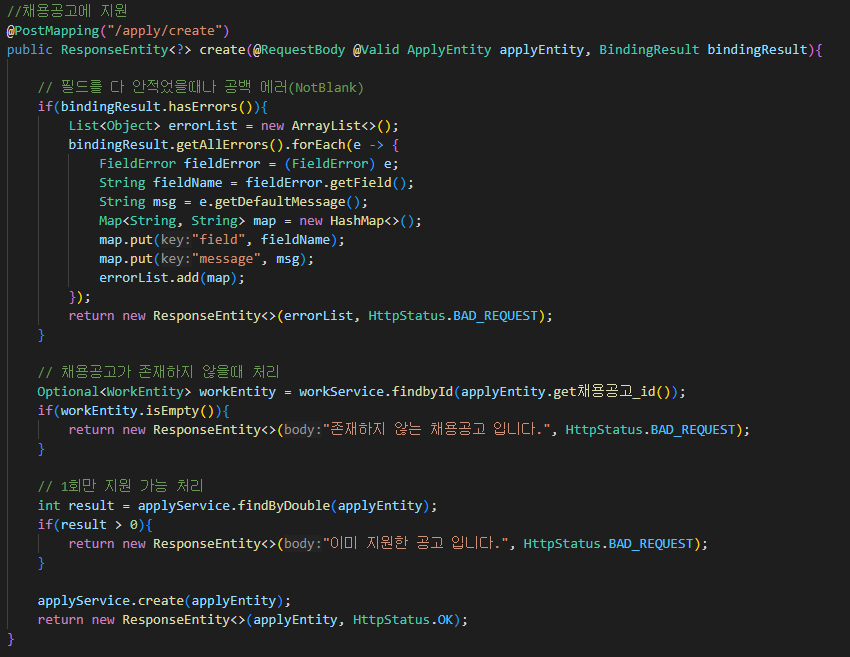 //채용공고에 지원
@PostMapping("/apply/create")
public ResponseEntity<?> create(@RequestBody @Valid ApplyEntity applyEntity, BindingResult bindingResult){
// 필드를 다 안적었을때나 공백 에러(NotBlank)
if(bindingResult.hasErrors()){
List<Object> errorList = new ArrayList<>();
bindingResult.getAllErrors().forEach(e -> {
FieldError fieldError = (FieldError) e;
String fieldName = fieldError.getField();
String msg = e.getDefaultMessage();
Map<String, String> map = new HashMap<>();
map.put(key:"field", fieldName);
map.put(key:"message", msg);
errorList.add(map);
});
return new ResponseEntity<>(errorList, HttpStatus.BAD_REQUEST);
}
// 채용공고가 존재하지 않을때 처리
Optional<WorkEntity> workEntity = workService.findbyId(applyEntity.get채용공고_id());
if(workEntity.isEmpty()){
return new ResponseEntity<>(body:"존재하지 않는 채용공고 입니다.", HttpStatus.BAD_REQUEST);
}
// 1회만 지원 가능 처리
int result = applyService.findByDouble(applyEntity);
if(result > 0){
return new ResponseEntity<>(body:"이미 지원한 공고 입니다.", HttpStatus.BAD_REQUEST);
}
applyService.create(applyEntity);
return new ResponseEntity<>(applyEntity, HttpStatus.OK);
}